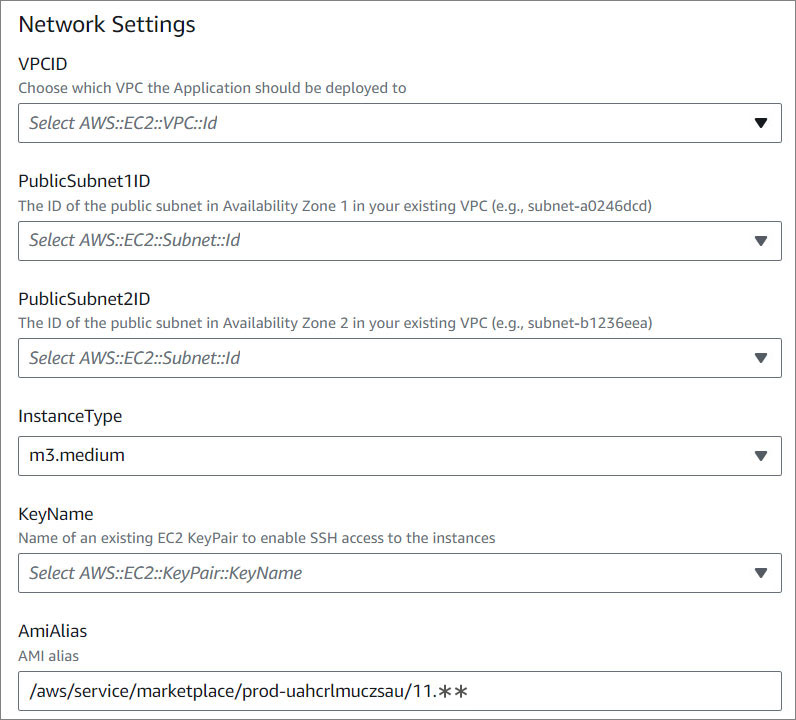 Network Settings
VPCID
Choose which VPC the Application should be deployed to
Select AWS::EC2::VPC::Id
PublicSubnet1ID
The ID of the public subnet in Availability Zone 1 in your existing VPC (e.g., subnet-a0246dcd)
Select AWS::EC2::Subnet::Id
PublicSubnet2ID
The ID of the public subnet in Availability Zone 2 in your existing VPC (e.g., subnet-b1236eea)
Select AWS::EC2::Subnet::Id
InstanceType
m3.medium
KeyName
Name of an existing EC2 KeyPair to enable SSH access to the instances
Select AWS::EC2::KeyPair::KeyName
AmiAlias
AMI alias
/aws/service/marketplace/prod-uahcrlmuczsau/11.**